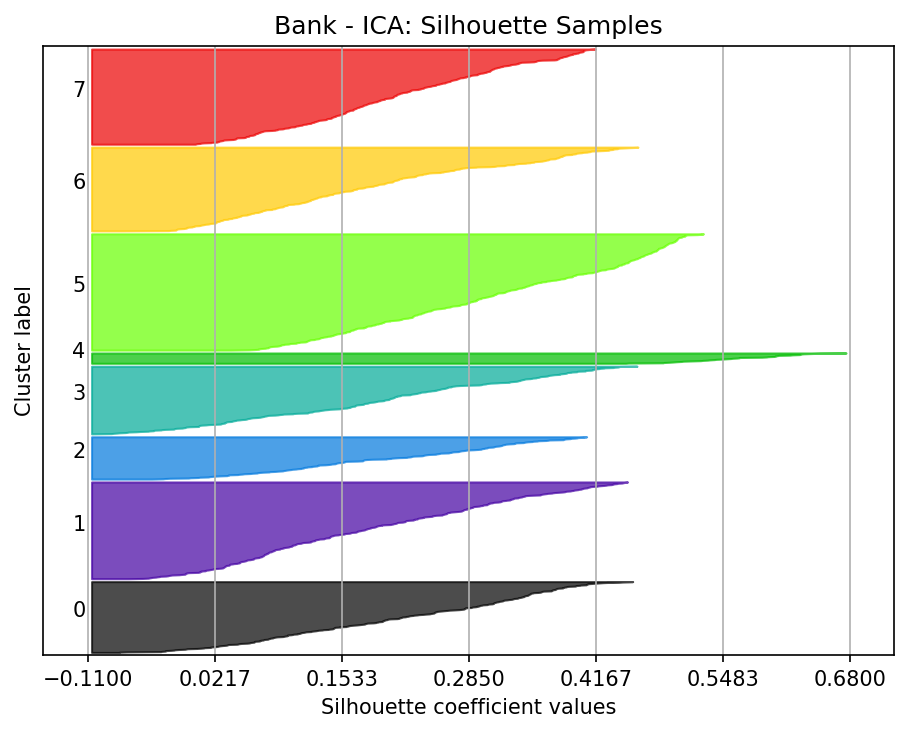 Bank - ICA: Silhouette Samples
7
6
5
4
3
2
1
0
Cluster label
−0.1100 0.0217 0.1533 0.2850 0.4167 0.5483 0.6800
Silhouette coefficient values